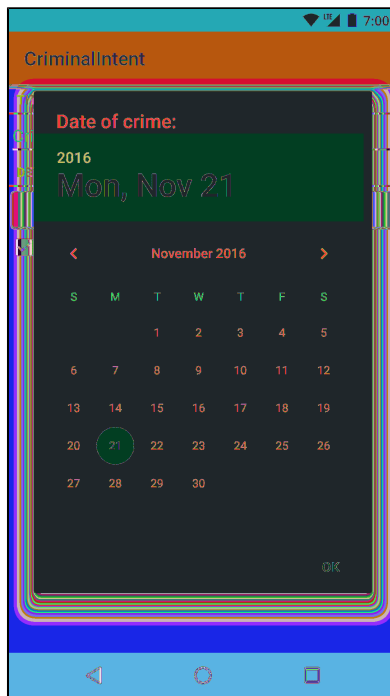 LTE 7:00
CriminalIntent
Date of crime:
2016
Mon, Nov 21
November 2016
S M T W T F S
1 2 3 4 5
6 7 8 9 10 11 12
13 14 15 16 17 18 19
20 21 22 23 24 25 26
27 28 29 30
OK